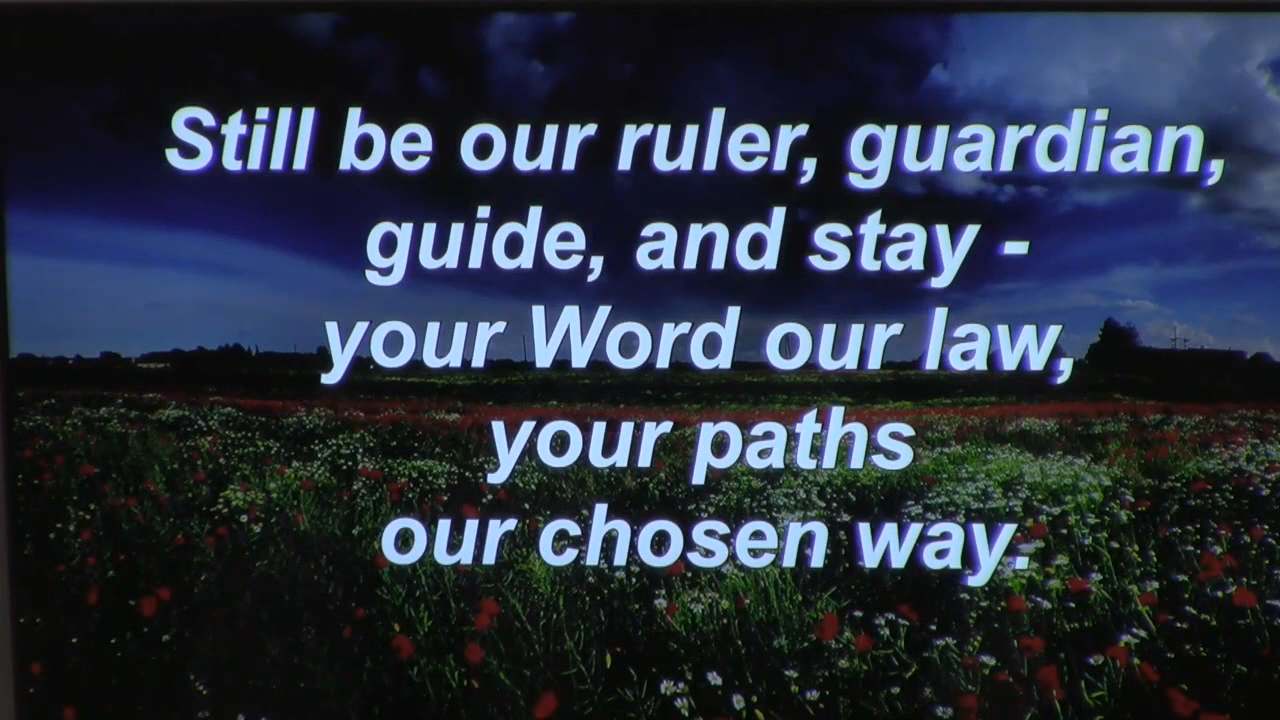 Still be our ruler, guardian,
guide, and stay -
your Word our law,
your paths
our chosen way.